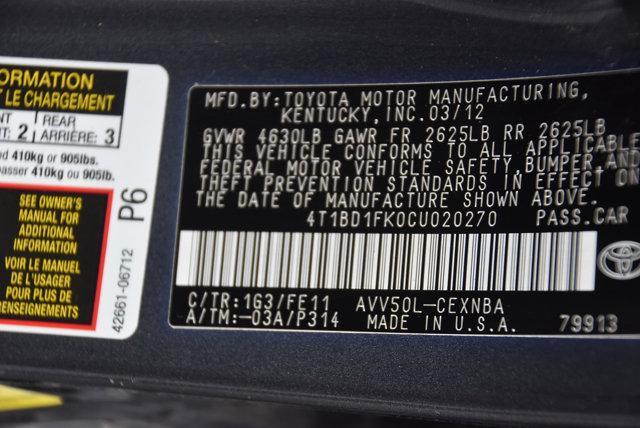 ORMATION
T LE CHARGEMENT
NT REAR
NT: 2 ARRIÈRE: 3
ed 410kg or 905lbs.
passer 410kg ou 905lb.
SEE OWNER'S
MANUAL FOR
ADDITIONAL
INFORMATION
VOIR LE MANUEL
DE L'USAGER
POUR PLUS DE
RENSEIGNEMENTS
P6
42661-06712
MFD.BY:TOYOTA MOTOR MANUFACTURING,
KENTUCKY, INC.03/12
GVWR 4630LB GAWR FR 2625LB RR 2625LB
THIS VEHICLE CONFORMS TO ALL APPLICABLE
FEDERAL MOTOR VEHICLE SAFETY,BUMPER,AND
THEFT PREVENTION STANDARDS IN EFFECT ON
THE DATE OF MANUFACTURE SHOWN ABOVE.
4T1BD1FK0CU020270 PASS.CAR
C/TR:1G3/FE11 AVV50L-CEXNBA
A/TM:-03A/P314 MADE IN U.S.A. 79913